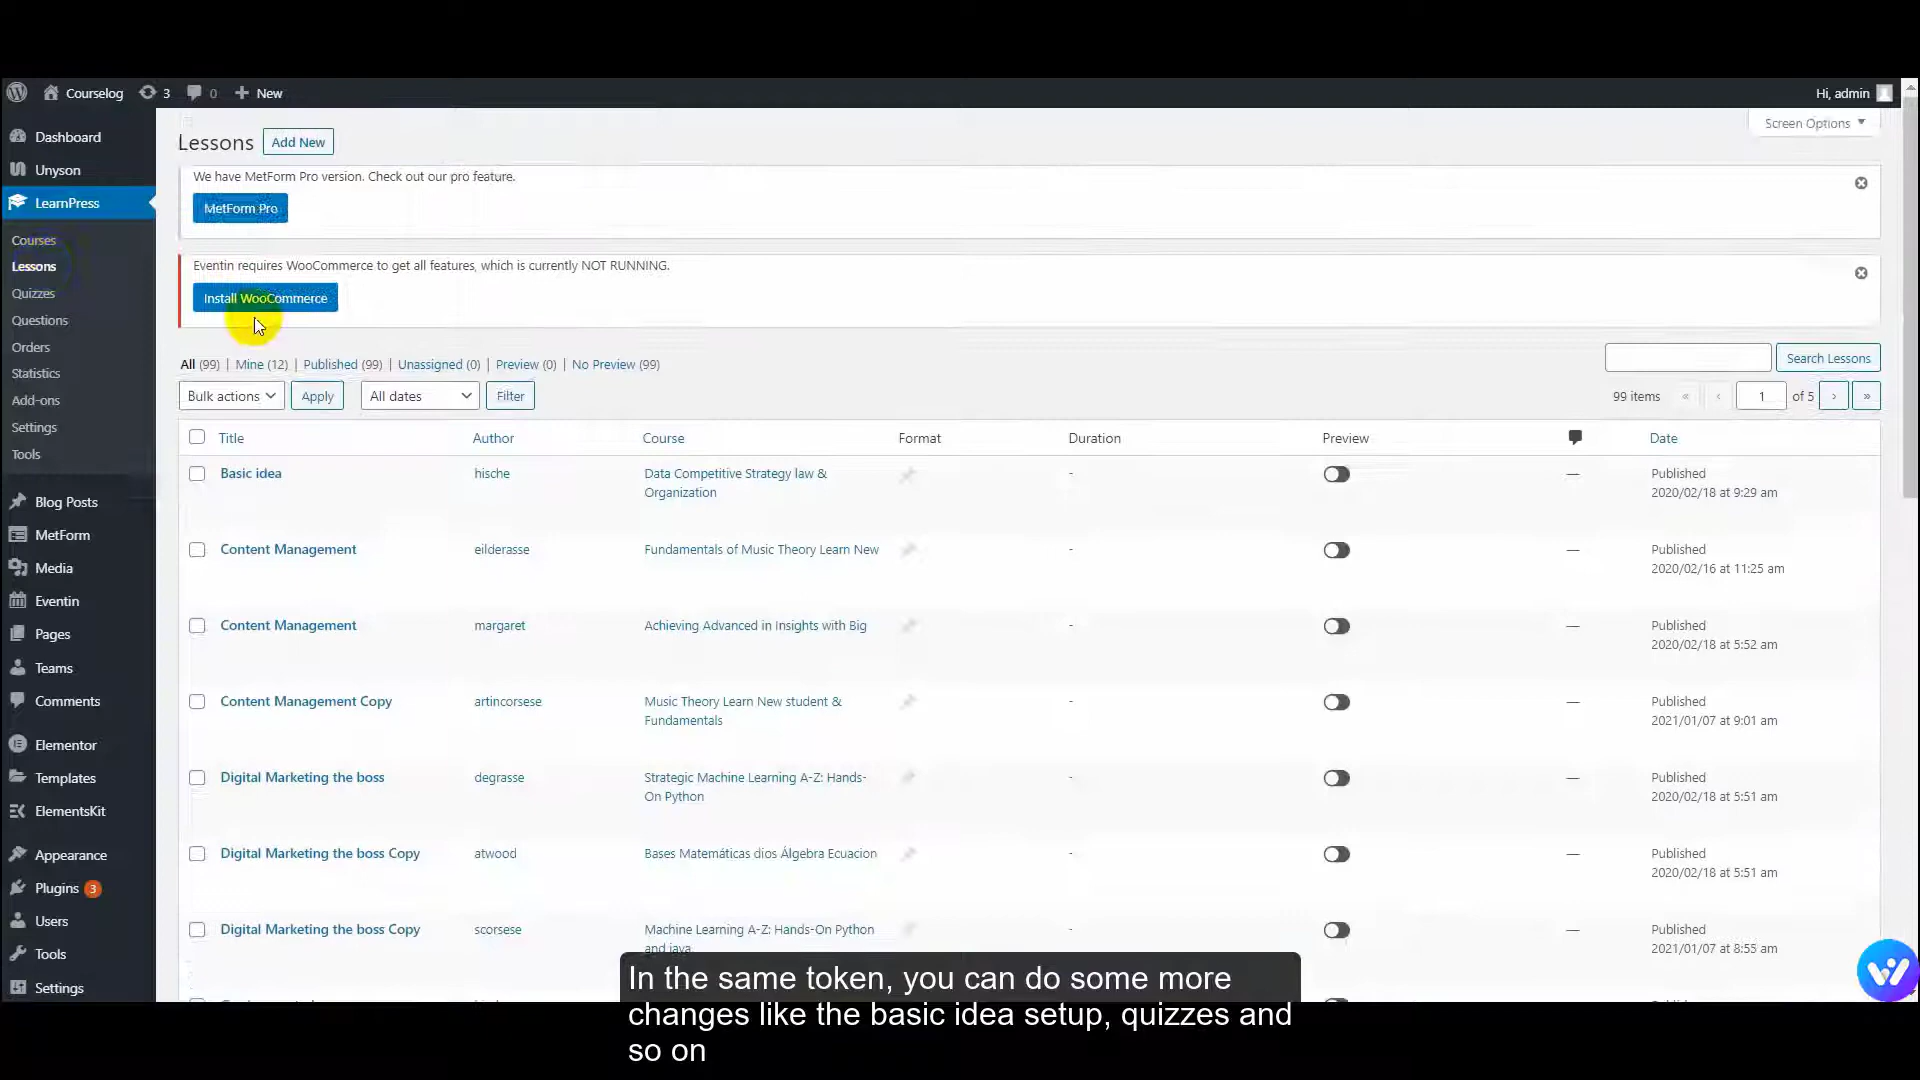 Courselog 3 0 New Hi, admin
Dashboard
Unyson
LearnPress
Courses
Lessons
Quizzes
Questions
Orders
Statistics
Add-ons
Settings
Tools
Blog Posts
MetForm
Media
Eventin
Pages
Teams
Comments
Elementor
Templates
ElementsKit
Appearance
Plugins 3
Users
Tools
Settings
Screen Options
Lessons Add New
We have MetForm Pro version. Check out our pro feature.
MetForm Pro
Eventin requires WooCommerce to get all features, which is currently NOT RUNNING.
Install WooCommerce
All (99) | Mine (12) | Published (99) | Unassigned (0) | Preview (0) | No Preview (99)
Search Lessons
Bulk actions Apply All dates Filter
99 items « ‹ 1 of 5 › »
Title Author Course Format Duration Preview Date
Basic idea hische Data Competitive Strategy law & - — Published
Organization 2020/02/18 at 9:29 am
Content Management eilderasse Fundamentals of Music Theory Learn New - — Published
2020/02/16 at 11:25 am
Content Management margaret Achieving Advanced in Insights with Big - — Published
2020/02/18 at 5:52 am
Content Management Copy artincorsese Music Theory Learn New student & - — Published
Fundamentals 2021/01/07 at 9:01 am
Digital Marketing the boss degrasse Strategic Machine Learning A-Z: Hands- - — Published
On Python 2020/02/18 at 5:51 am
Digital Marketing the boss Copy atwood Bases Matemáticas dios Álgebra Ecuacion - — Published
2020/02/18 at 5:51 am
Digital Marketing the boss Copy scorsese Machine Learning A-Z: Hands-On Python - — Published
and java 2021/01/07 at 8:55 am
In the same token, you can do some more
changes like the basic idea setup, quizzes and
so on